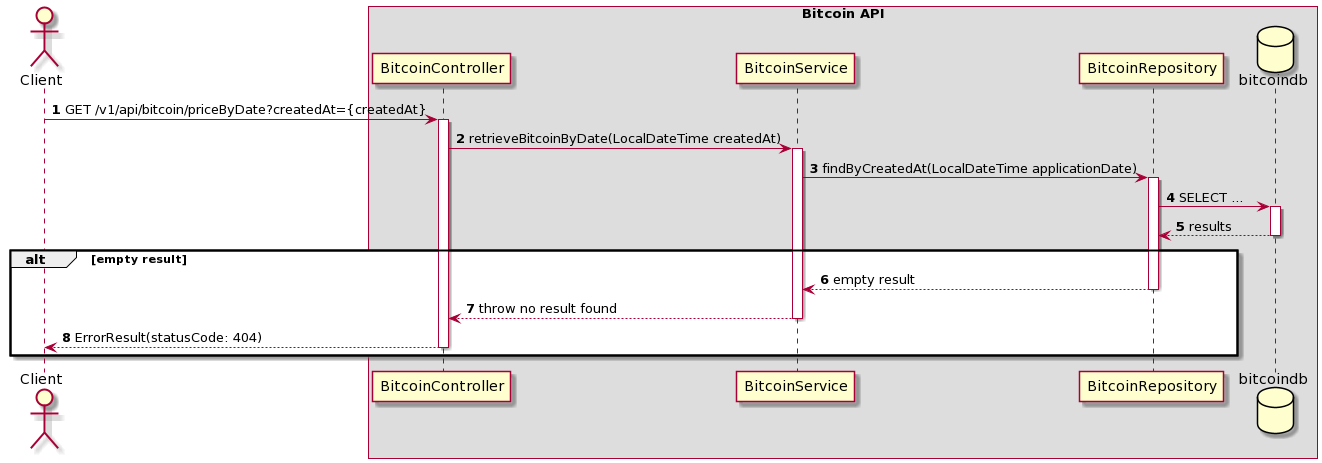 Bitcoin API
Client
BitcoinController
BitcoinService
BitcoinRepository
bitcoindb
1 GET /v1/api/bitcoin/priceByDate?createdAt={createdAt}
2 retrieveBitcoinByDate(LocalDateTime createdAt)
3 findByCreatedAt(LocalDateTime applicationDate)
4 SELECT ...
5 results
alt [empty result]
6 empty result
7 throw no result found
8 ErrorResult(statusCode: 404)
Client
BitcoinController
BitcoinService
BitcoinRepository
bitcoindb